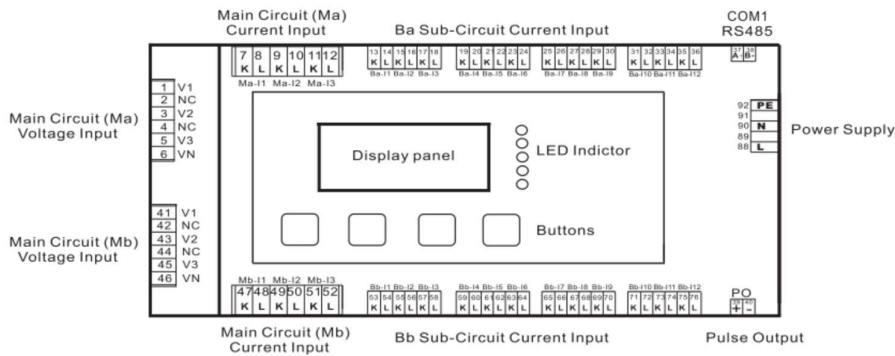 Main Circuit (Ma)
Current Input
Ba Sub-Circuit Current Input
COM1
RS485
7 8 9 10 11 12
K L K L K L
Ma-I1 Ma-I2 Ma-I3
13 14 15 16 17 18
K L K L K L
Ba-I1 Ba-I2 Ba-I3
19 20 21 22 23 24
K L K L K L
Ba-I4 Ba-I5 Ba-I6
25 26 27 28 29 30
K L K L K L
Ba-I7 Ba-I8 Ba-I9
31 32 33 34 35 36
K L K L K L
Ba-I10 Ba-I11 Ba-I12
37 38
A+ B-
Main Circuit (Ma)
Voltage Input
1 V1
2 NC
3 V2
4 NC
5 V3
6 VN
Display panel
LED Indictor
Buttons
92 PE
91
90 N
89
88 L
Power Supply
Main Circuit (Mb)
Voltage Input
41 V1
42 NC
43 V2
44 NC
45 V3
46 VN
Mb-I1 Mb-I2 Mb-I3
47 48 49 50 51 52
K L K L K L
Bb-I1 Bb-I2 Bb-I3
53 54 55 56 57 58
K L K L K L
Bb-I4 Bb-I5 Bb-I6
59 60 61 62 63 64
K L K L K L
Bb-I7 Bb-I8 Bb-I9
65 66 67 68 69 70
K L K L K L
Bb-I10 Bb-I11 Bb-I12
71 72 73 74 75 76
K L K L K L
PO
39 40
+ -
Main Circuit (Mb)
Current Input
Bb Sub-Circuit Current Input
Pulse Output